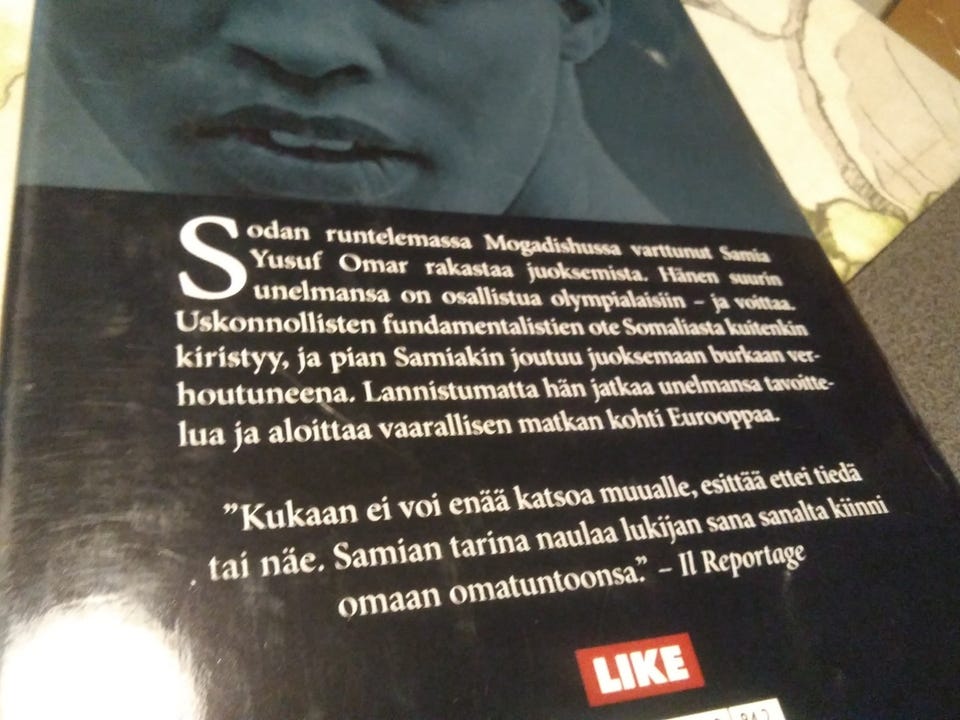 Sodan runtelemassa Mogadishussa varttunut Samia
Yusuf Omar rakastaa juoksemista. Hänen suurin
unelmansa on osallistua olympialaisiin – ja voittaa.
Uskonnollisten fundamentalistien ote Somaliasta kuitenkin
kiristyy, ja pian Samiakin joutuu juoksemaan burkaan ver-
houtuneena. Lannistumatta hän jatkaa unelmansa tavoitte-
lua ja aloittaa vaarallisen matkan kohti Eurooppaa.
”Kukaan ei voi enää katsoa muualle, esittää ettei tiedä
tai näe. Samian tarina naulaa lukijan sana sanalta kiinni
omaan omatuntoonsa.” – Il Reportage
LIKE
84.2